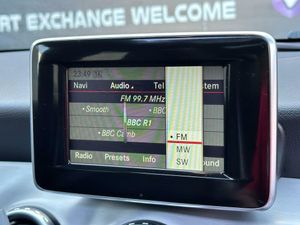 RT EXCHANGE WELCOME
23:49
Navi Audio Tel stem
FM 99.7 MHz
• Smooth • BBC
BBC R1
• BBC Camb
• FM
MW
SW
Radio Presets Info ound